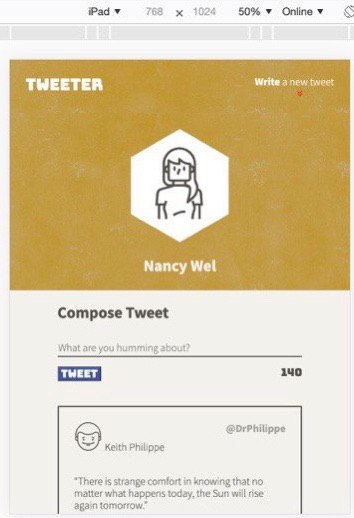 iPad ▼ 768 × 1024 50% ▼ Online ▼
TWEETER
Write a new tweet
Nancy Wel
Compose Tweet
What are you humming about?
TWEET 140
@DrPhilippe
Keith Philippe
"There is strange comfort in knowing that no
matter what happens today, the Sun will rise
again tomorrow."